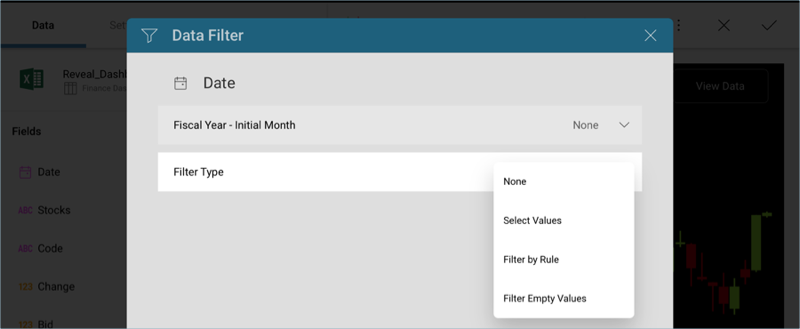 Data
Set
Data Filter
Reveal_Dashb
Finance Das
View Data
Date
Fiscal Year - Initial Month
None
Fields
Filter Type
Date
None
Stocks
ABC
Select Values
Code
ABC
Filter by Rule
Change
123
Filter Empty Values
Bid
123